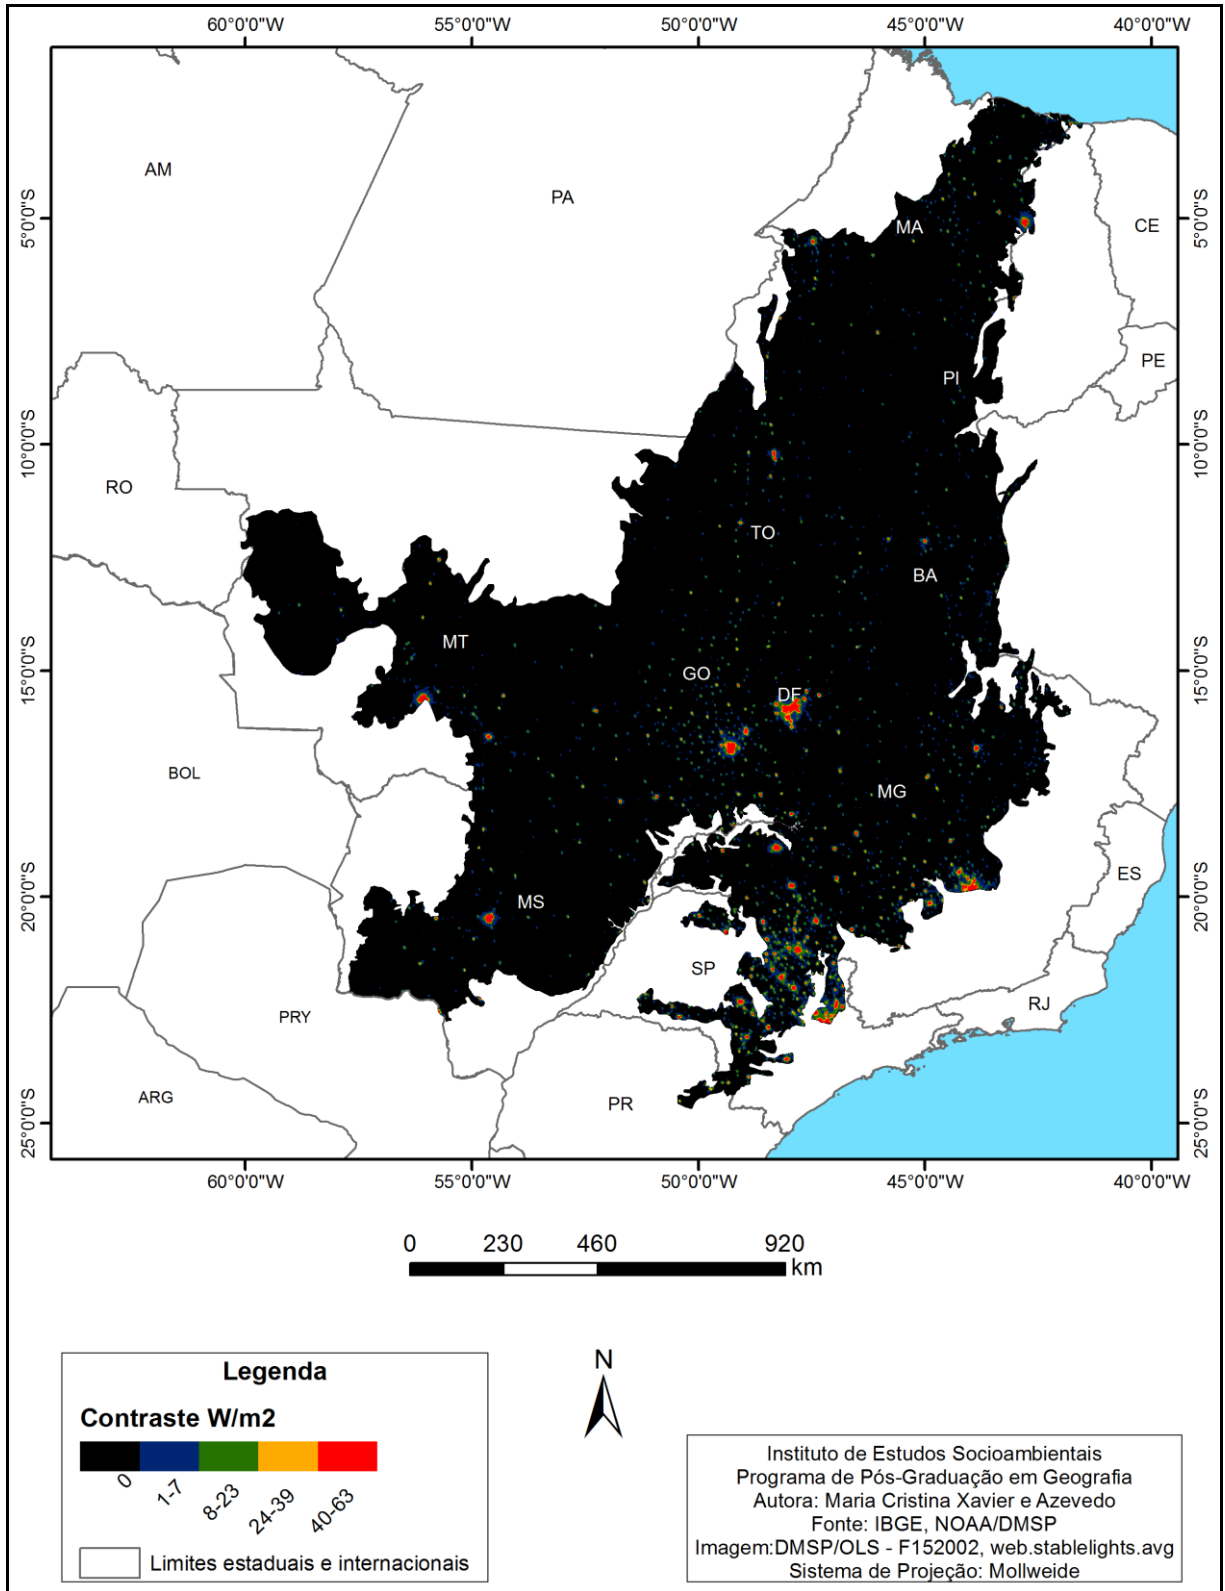 60°0'0"W 55°0'0"W 50°0'0"W 45°0'0"W 40°0'0"W
5°0'0"S 5°0'0"S
10°0'0"S 10°0'0"S
15°0'0"S 15°0'0"S
20°0'0"S 20°0'0"S
25°0'0"S 25°0'0"S
AM
PA
MA
CE
PE
PI
RO
TO
BA
MT
GO
DF
BOL
MG
ES
MS
SP
RJ
PRY
ARG
PR
60°0'0"W 55°0'0"W 50°0'0"W 45°0'0"W 40°0'0"W
0 230 460 920
km
N
Legenda
Contraste W/m2
0 1-7 8-23 24-39 40-63
Limites estaduais e internacionais
Instituto de Estudos Socioambientais
Programa de Pós-Graduação em Geografia
Autora: Maria Cristina Xavier e Azevedo
Fonte: IBGE, NOAA/DMSP
Imagem:DMSP/OLS - F152002, web.stablelights.avg
Sistema de Projeção: Mollweide